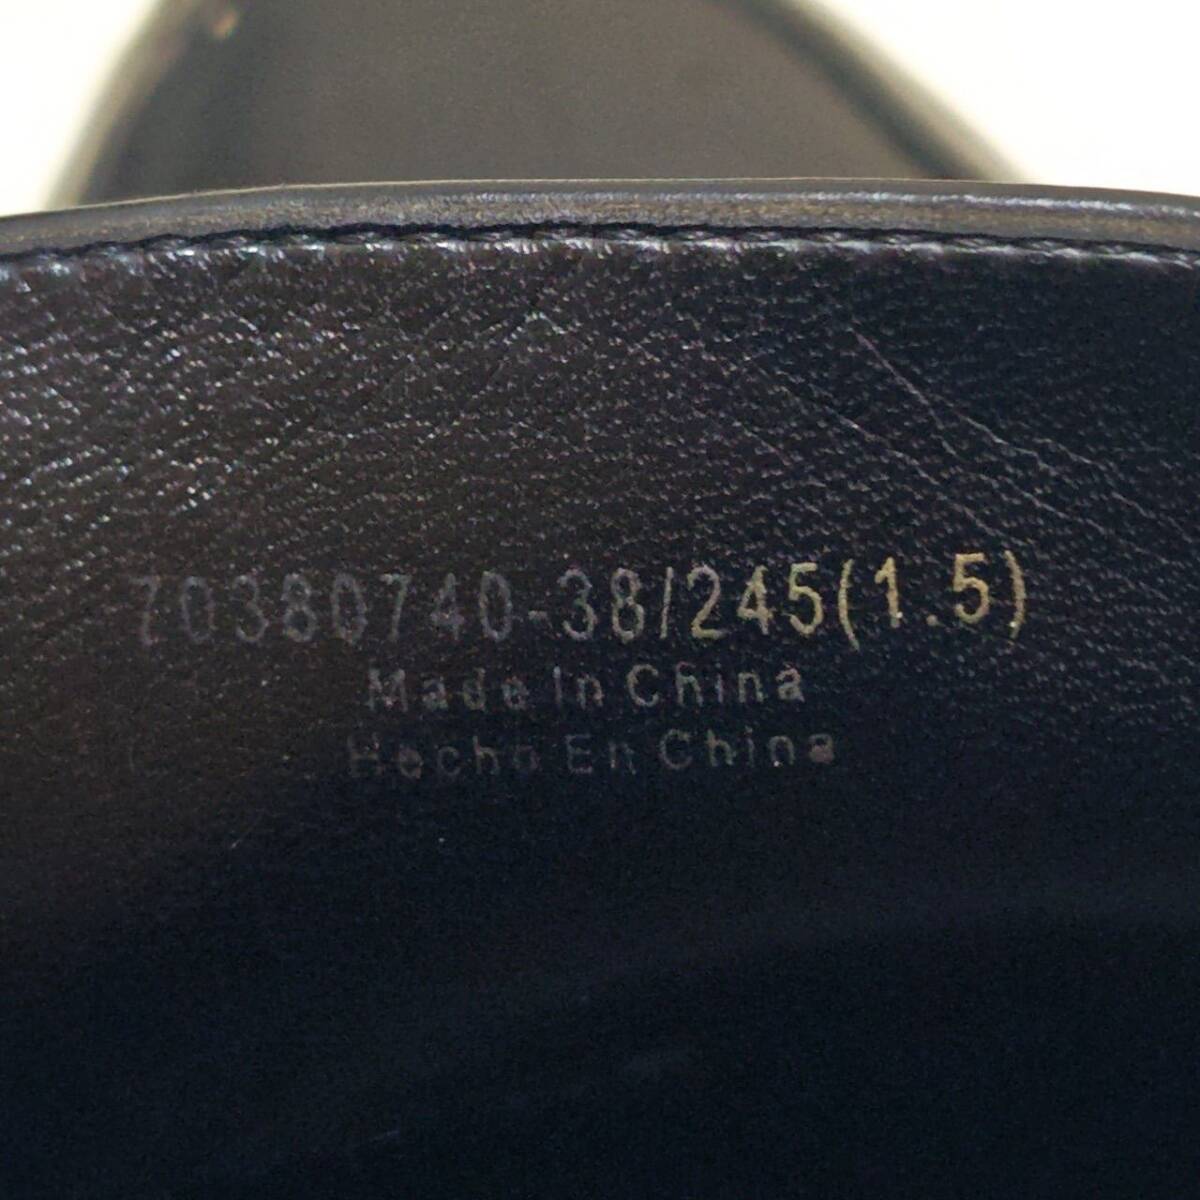 70380740-38/245(1.5)
Made In China
Hecho En China